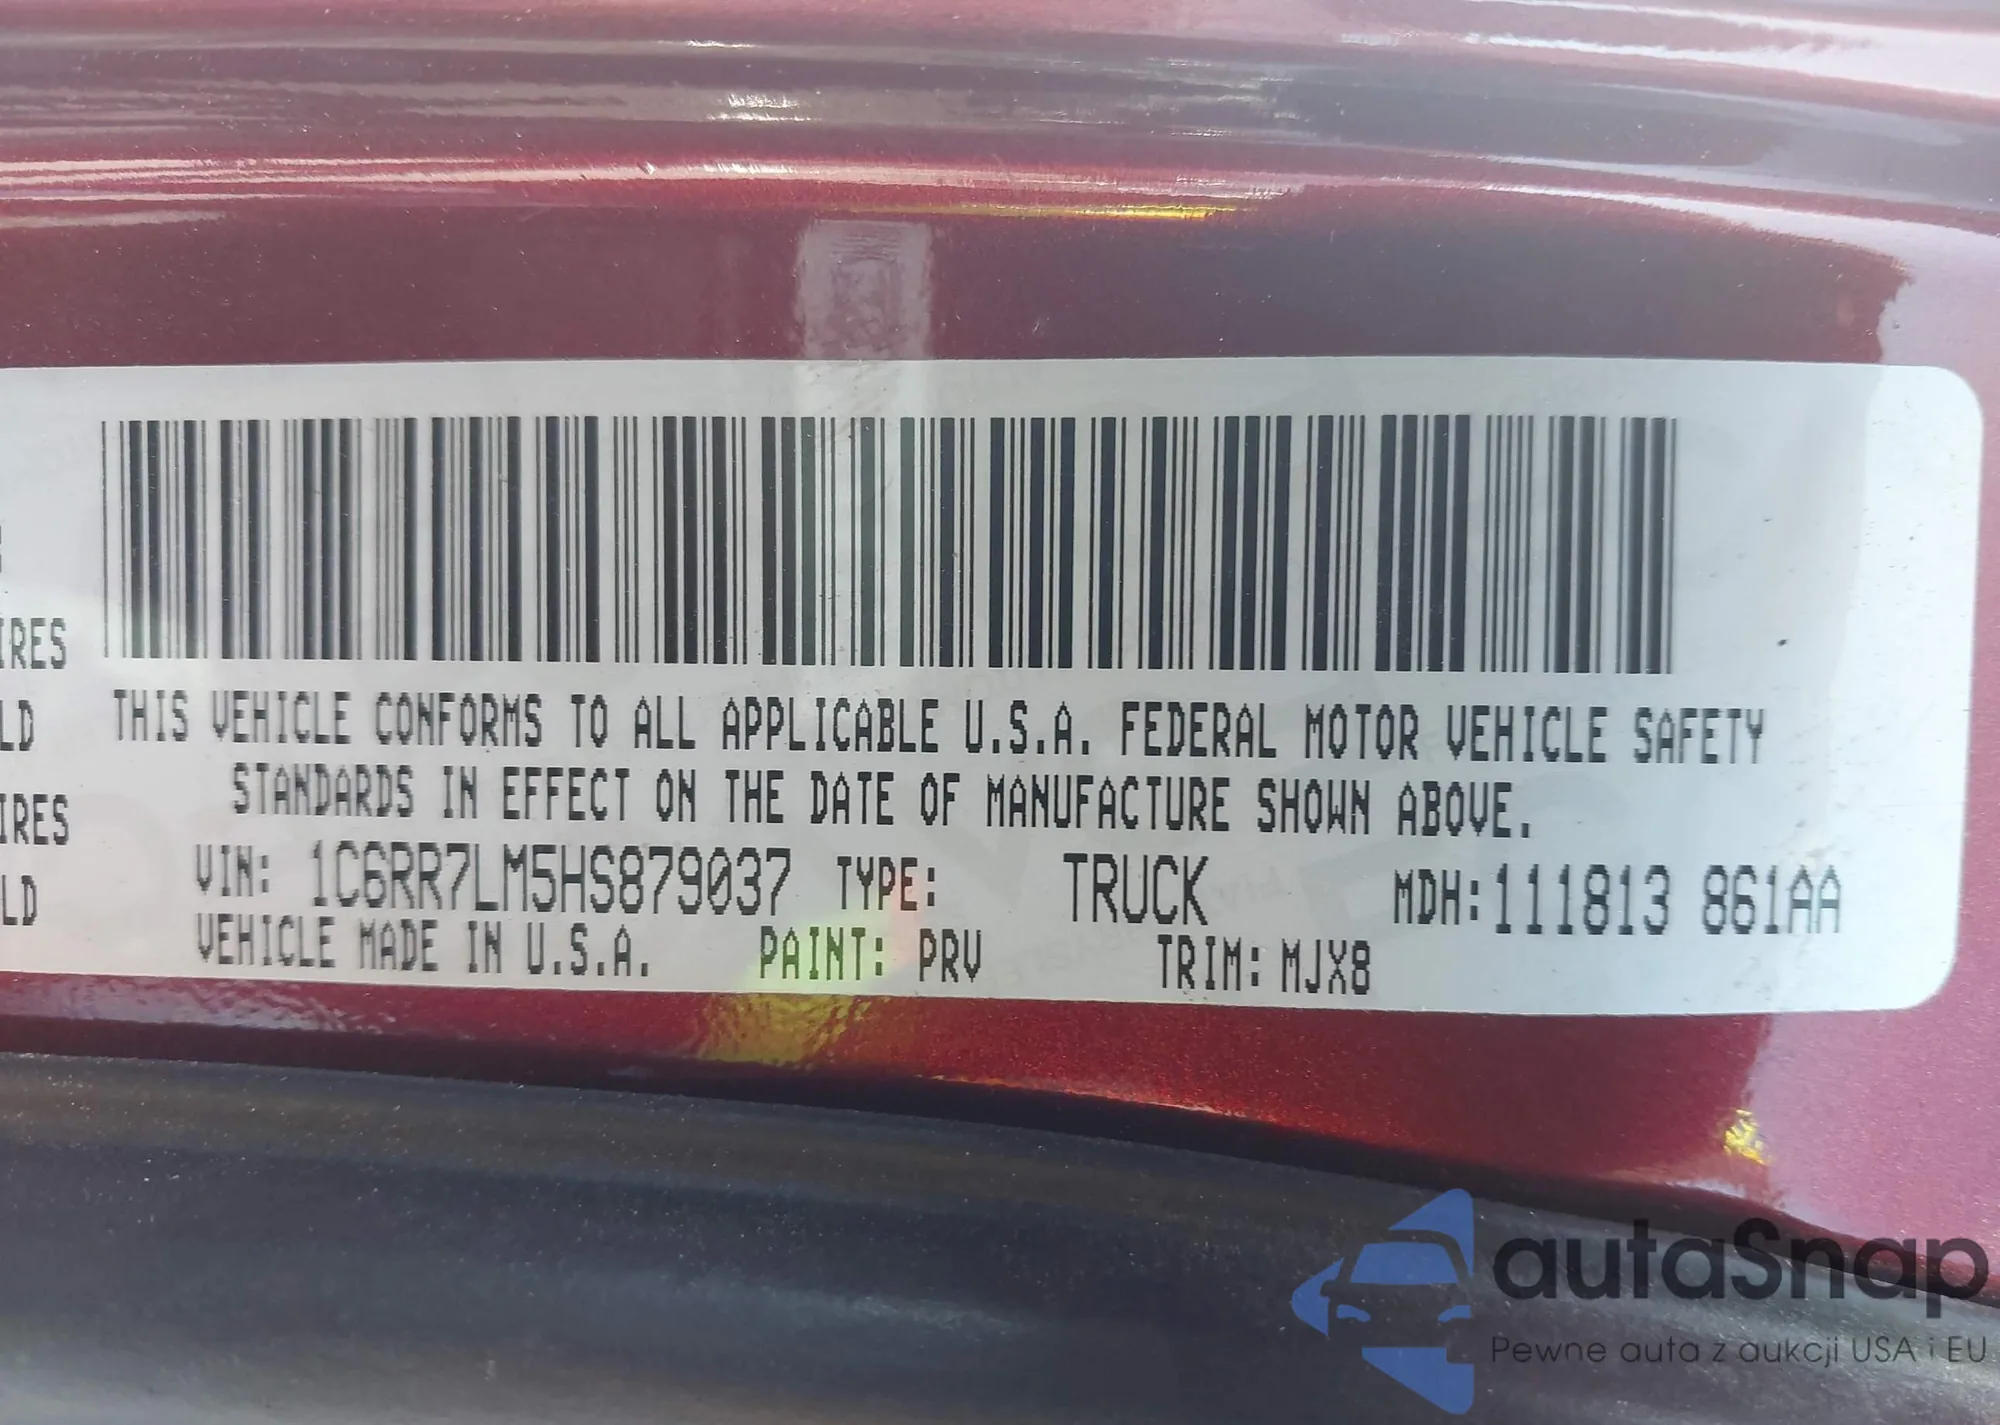 IRES
LD
IRES
LD
THIS VEHICLE CONFORMS TO ALL APPLICABLE U.S.A. FEDERAL MOTOR VEHICLE SAFETY
STANDARDS IN EFFECT ON THE DATE OF MANUFACTURE SHOWN ABOVE.
VIN: 1C6RR7LM5HS879037 TYPE: TRUCK MDH:111813 861AA
VEHICLE MADE IN U.S.A. PAINT: PRV TRIM: MJX8
autaSnap
Pewne auta z aukcji USA i EU